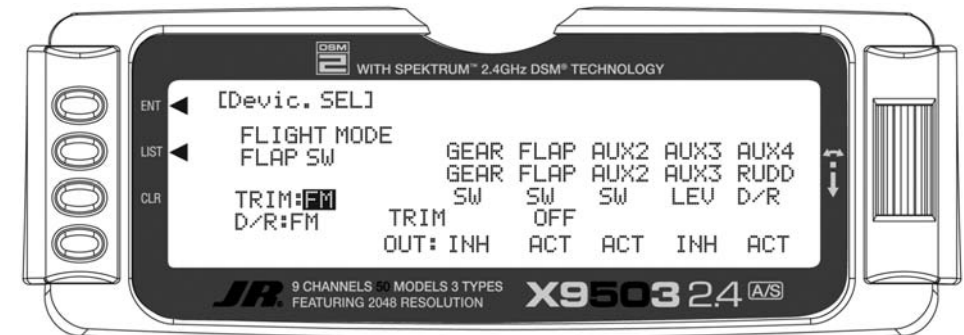 DSM
2 WITH SPEKTRUM™ 2.4GHz DSM® TECHNOLOGY
ENT
LIST
CLR
[Devic.SEL]
FLIGHT MODE
FLAP SW
GEAR FLAP AUX2 AUX3 AUX4
GEAR FLAP AUX2 AUX3 RUDD
SW SW SW LEV D/R
TRIM:FM
D/R:FM
TRIM OFF
OUT: INH ACT ACT INH ACT
JR. 9 CHANNELS 50 MODELS 3 TYPES
FEATURING 2048 RESOLUTION
X9503 2.4 A/S